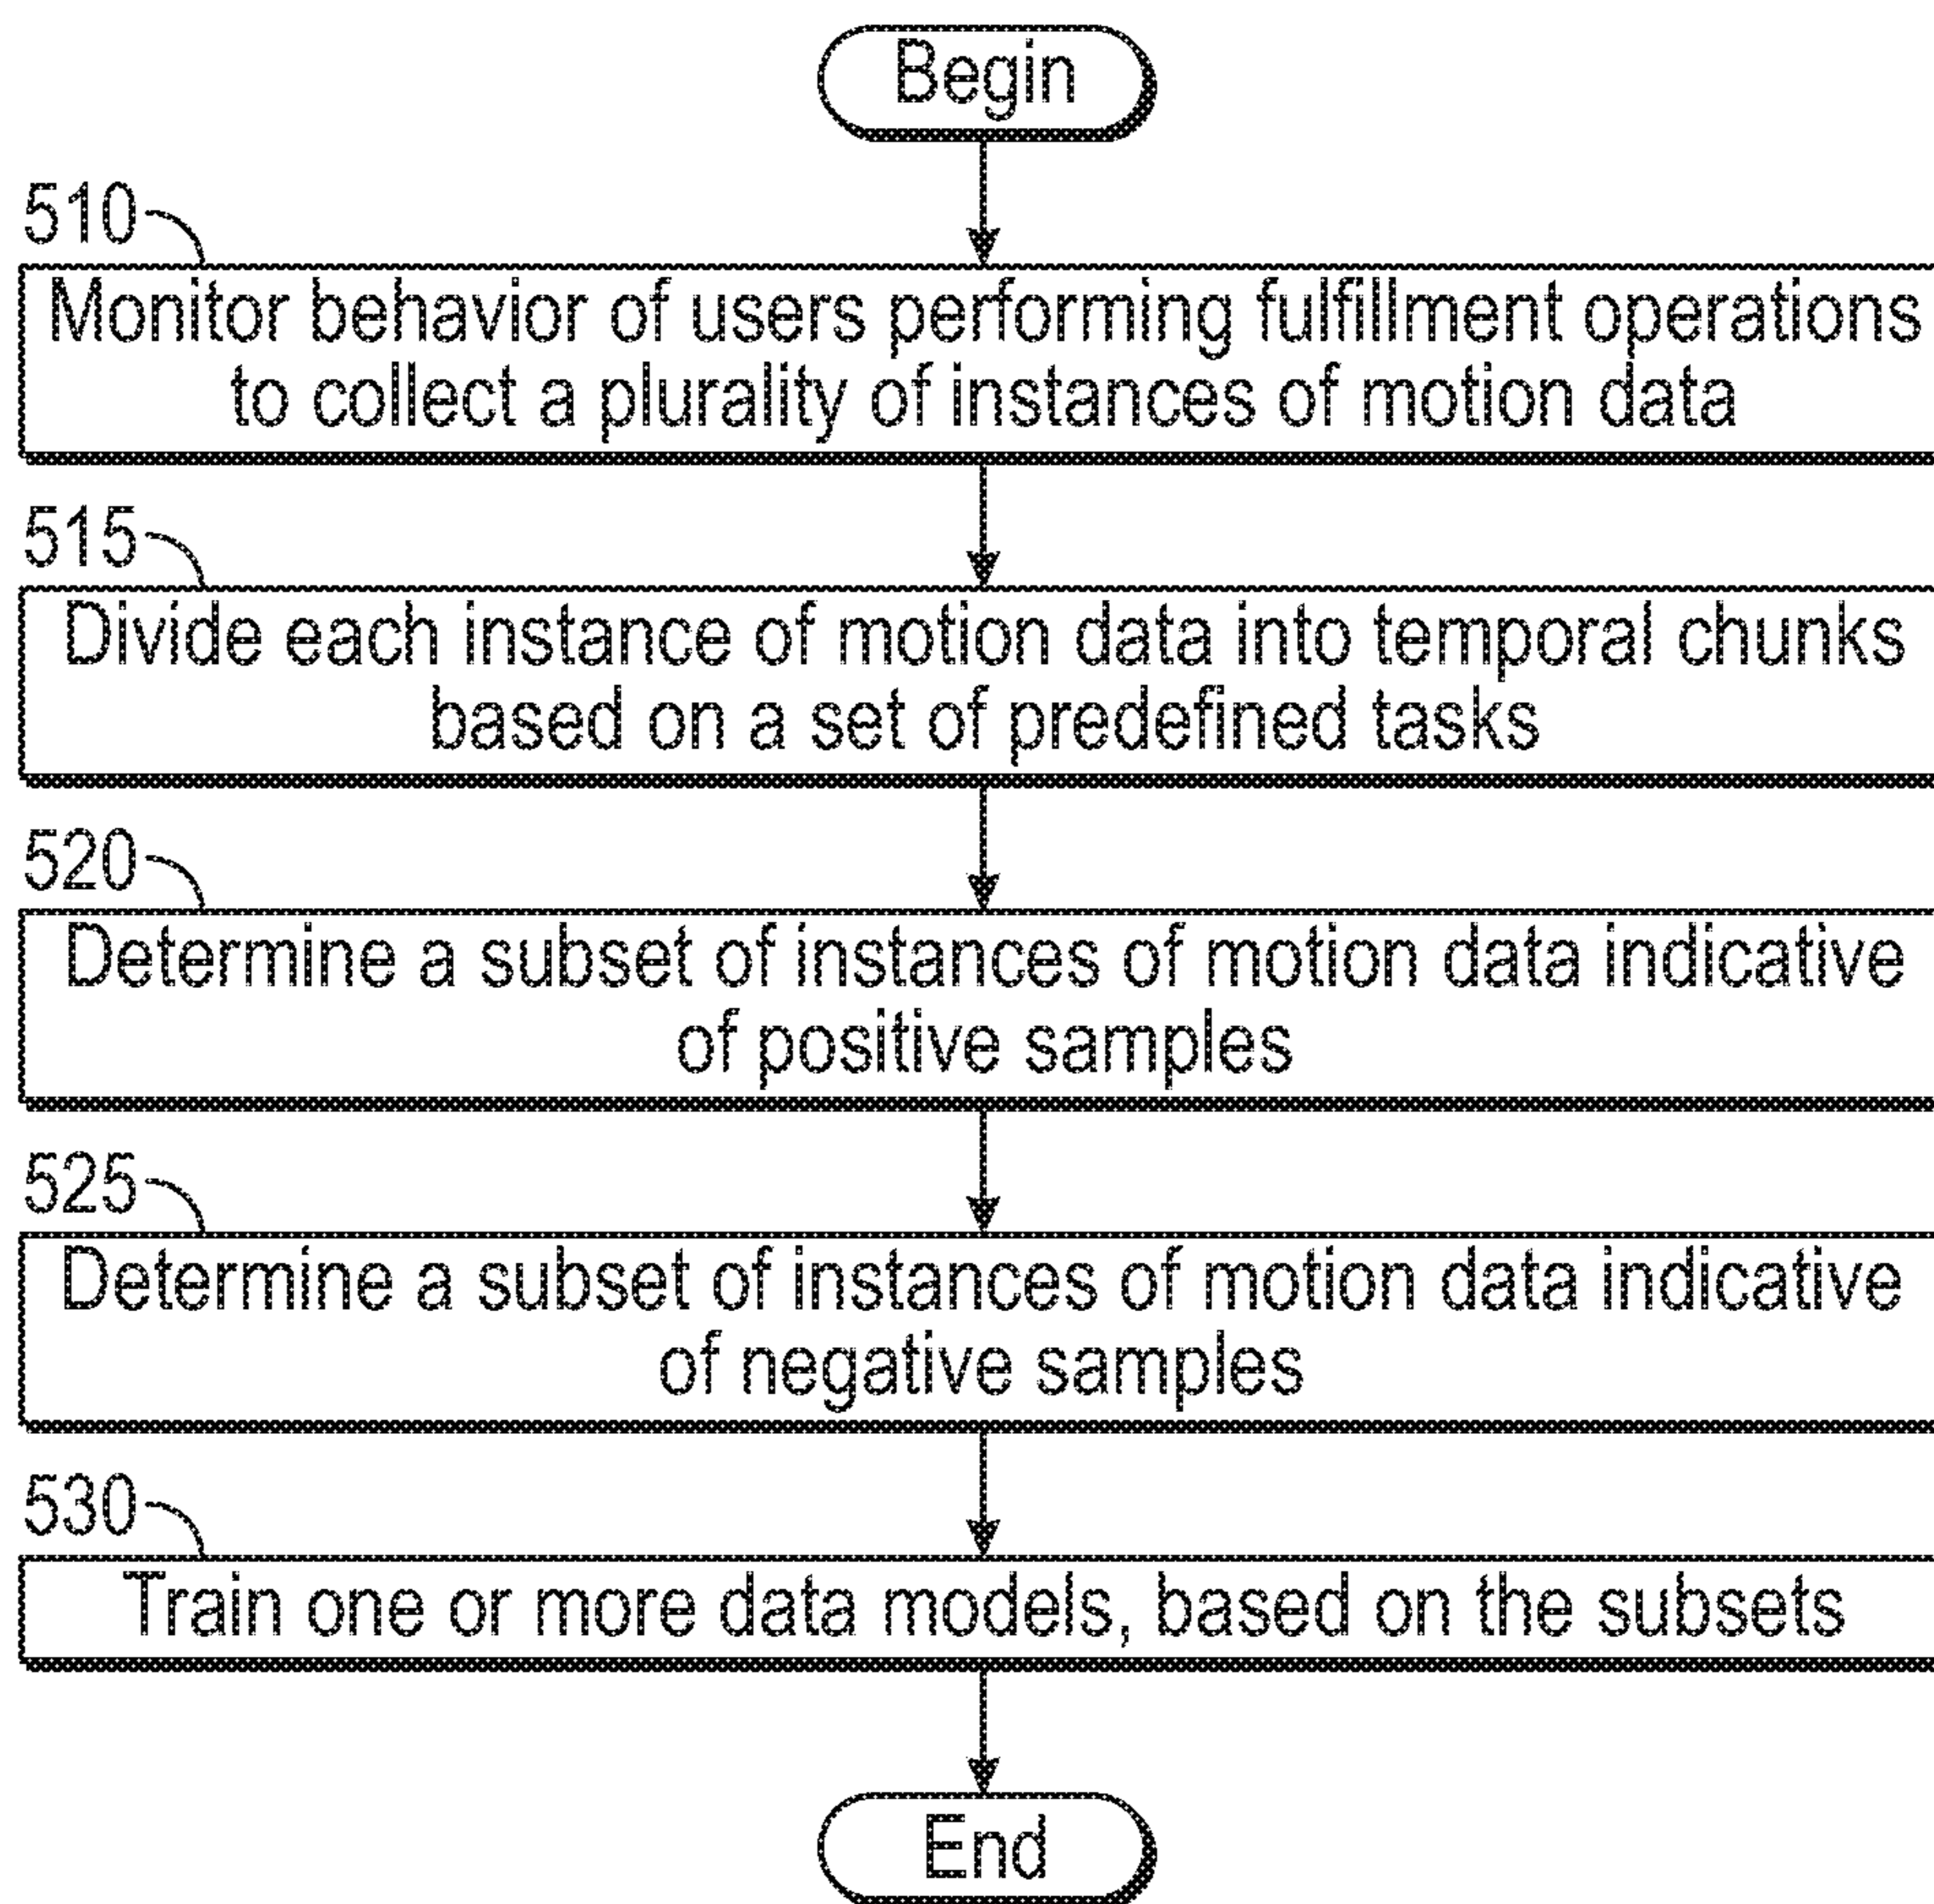 Begin
510
Monitor behavior of users performing fulfillment operations
to collect a plurality of instances of motion data
515
Divide each instance of motion data into temporal chunks
based on a set of predefined tasks
520
Determine a subset of instances of motion data indicative
of positive samples
525
Determine a subset of instances of motion data indicative
of negative samples
530
Train one or more data models, based on the subsets
End